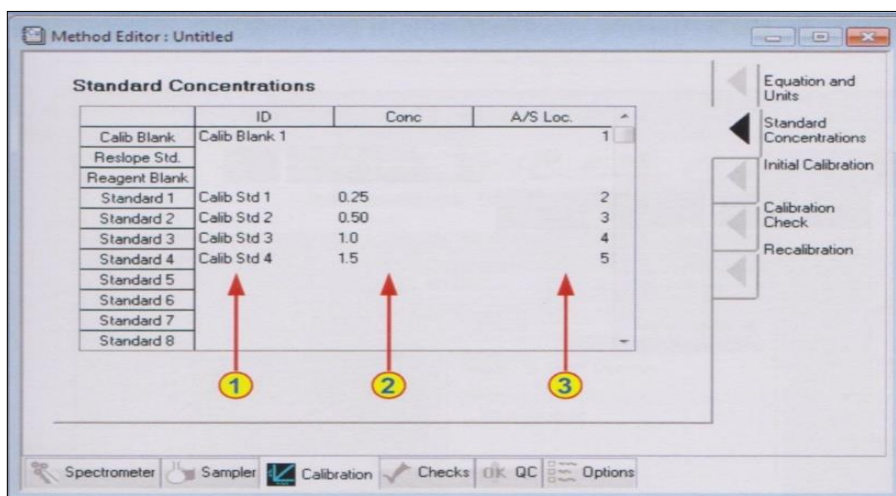 Method Editor : Untitled
Standard Concentrations
ID Conc A/S Loc.
Calib Blank Calib Blank 1 1
Reslope Std.
Reagent Blank
Standard 1 Calib Std 1 0.25 2
Standard 2 Calib Std 2 0.50 3
Standard 3 Calib Std 3 1.0 4
Standard 4 Calib Std 4 1.5 5
Standard 5
Standard 6
Standard 7
Standard 8
1 2 3
Equation and
Units
Standard
Concentrations
Initial Calibration
Calibration
Check
Recalibration
Spectrometer Sampler Calibration Checks OK QC Options